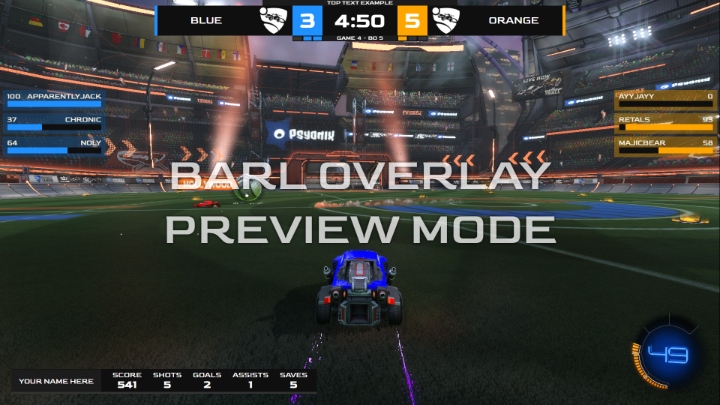 TOP TEXT EXAMPLE
BLUE 3 4:50 5 ORANGE
GAME 4 - BO 5
100 APPARENTLYJACK
37 CHRONIC
64 NOLY
AYYJAYY 0
RETALS 93
MAJICBEAR 58
PSYONIX
BARL OVERLAY
PREVIEW MODE
49
YOUR NAME HERE
SCORE SHOTS GOALS ASSISTS SAVES
541 5 2 1 5